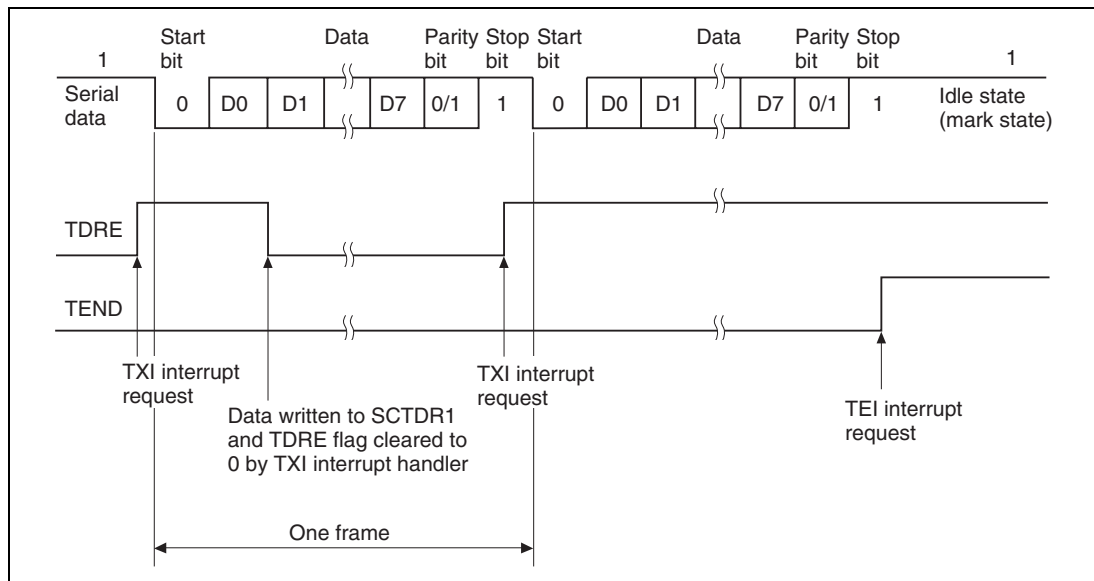 Start bit
Data
Parity bit
Stop bit
Start bit
Data
Parity bit
Stop bit
1
1
Serial data
0
D0
D1
D7
0/1
1
0
D0
D1
D7
0/1
1
Idle state
(mark state)
TDRE
TEND
TXI interrupt
request
Data written to SCTDR1
and TDRE flag cleared to
0 by TXI interrupt handler
TXI interrupt
request
TEI interrupt
request
One frame